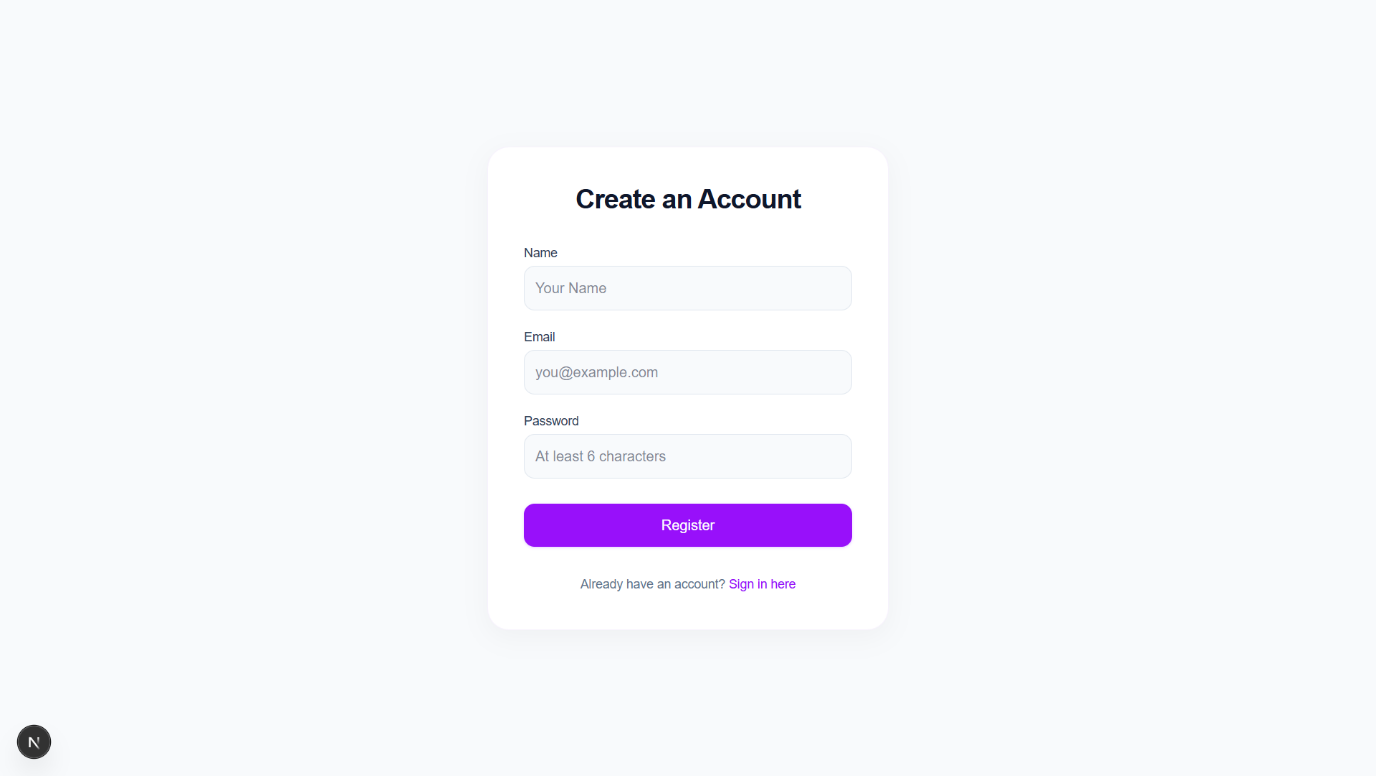 Create an Account
Name
Your Name
Email
you@example.com
Password
At least 6 characters
Register
Already have an account? Sign in here
N